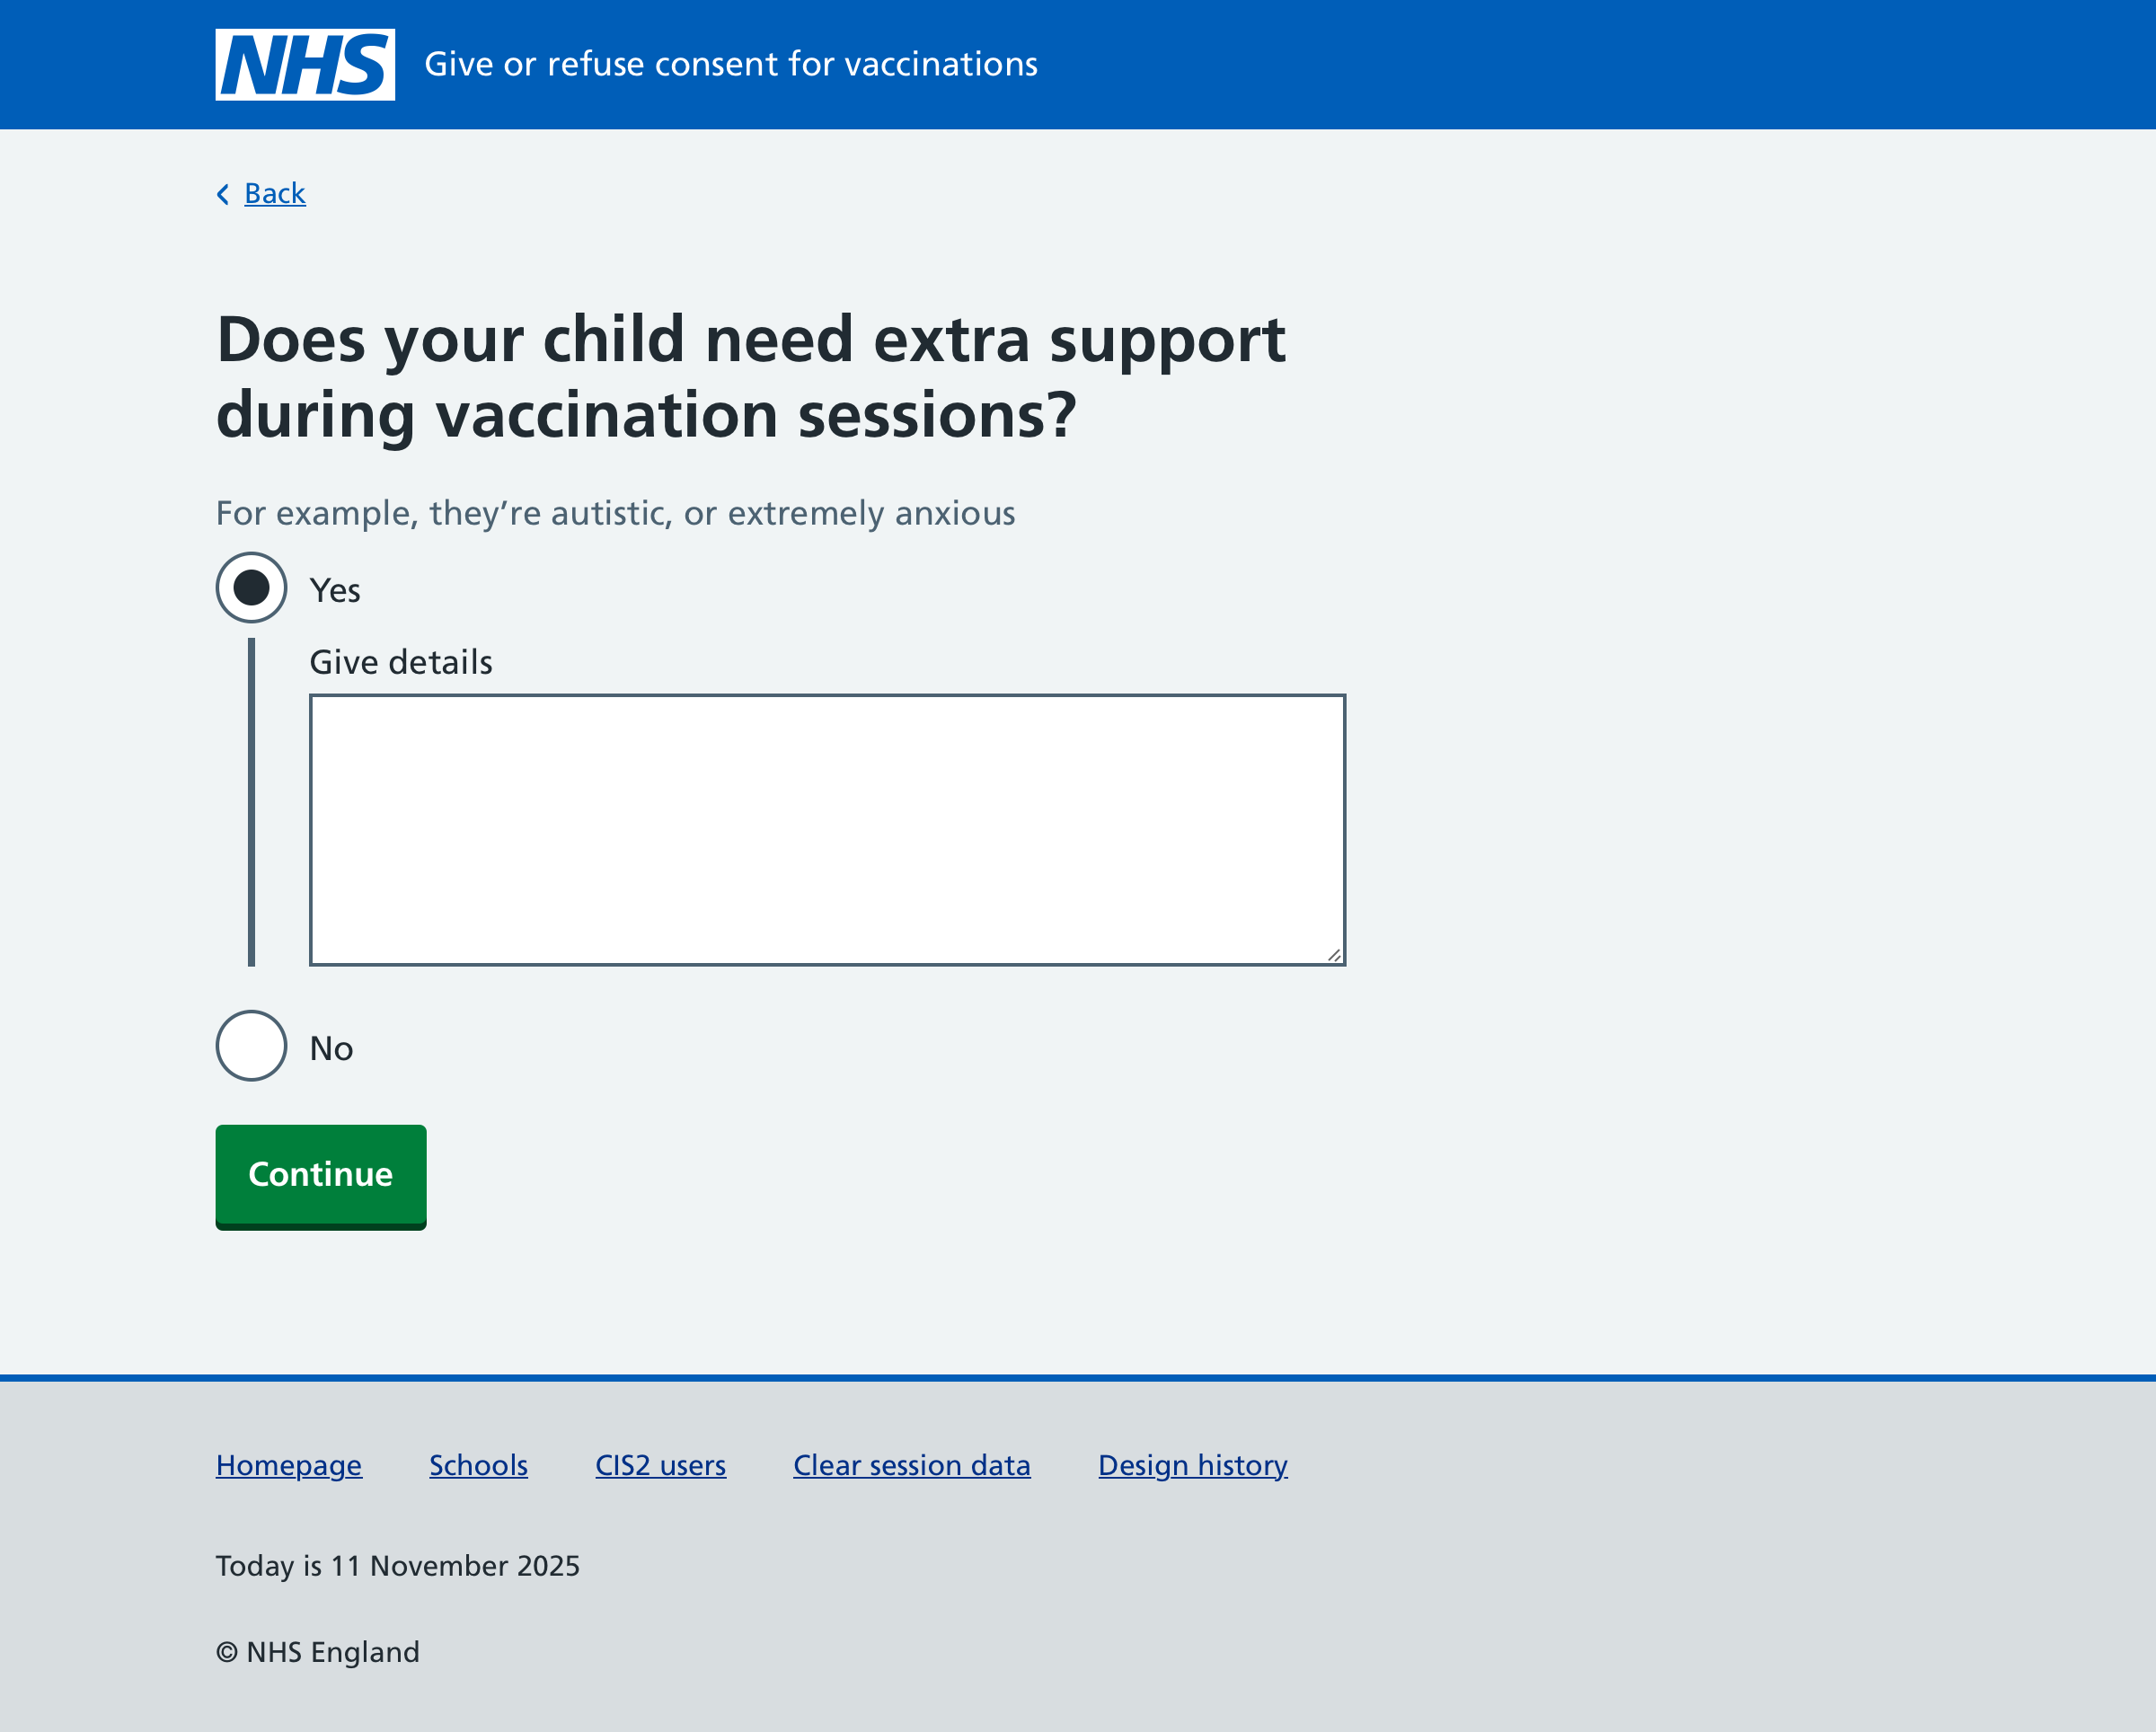 NHS Give or refuse consent for vaccinations
Back
Does your child need extra support
during vaccination sessions?
For example, they’re autistic, or extremely anxious
Yes
Give details
No
Continue
Homepage Schools CIS2 users Clear session data Design history
Today is 11 November 2025
© NHS England